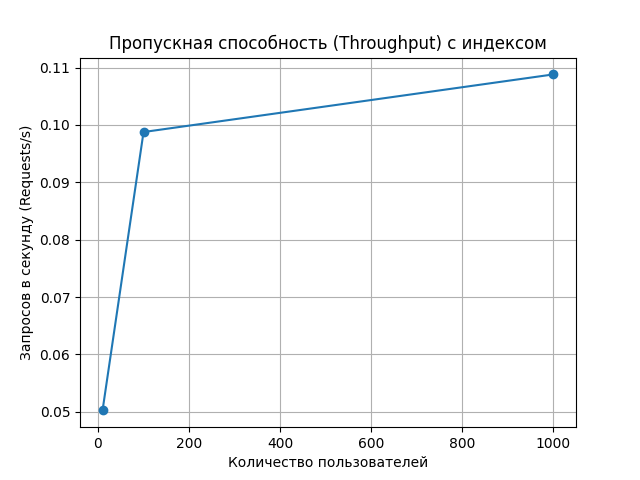 Пропускная способность (Throughput) с индексом
0.11
0.10
0.09
0.08
0.07
0.06
0.05
Запросов в секунду (Requests/s)
0 200 400 600 800 1000
Количество пользователей